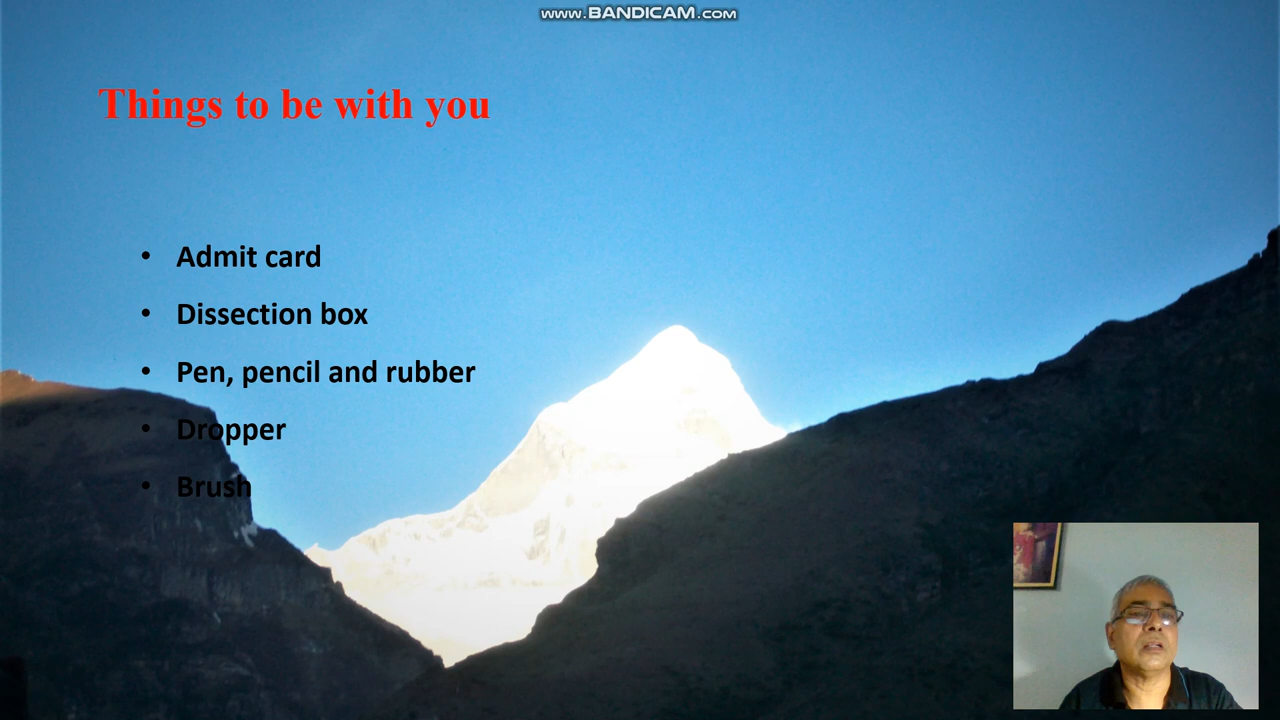 www.BANDICAM.com
Things to be with you
• Admit card
• Dissection box
• Pen, pencil and rubber
• Dropper
• Brush